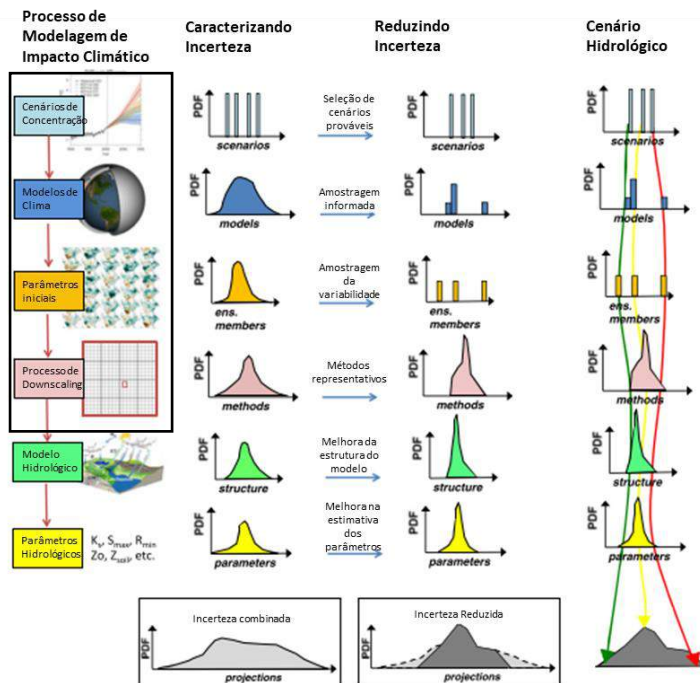 Processo de
Modelagem de
Impacto Climático
Caracterizando
Incerteza
Reduzindo
Incerteza
Cenário
Hidrológico
Cenários de
Concentração
PDF
scenarios
Seleção de
cenários
prováveis
PDF
scenarios
PDF
scenarios
Modelos de
Clima
PDF
models
Amostragem
informada
PDF
models
PDF
models
Parâmetros
iniciais
PDF
ens.
members
Amostragem
da
variabilidade
PDF
ens.
members
PDF
ens.
members
Processo de
Downscaling
PDF
methods
Métodos
representativos
PDF
methods
PDF
methods
Modelo
Hidrológico
PDF
structure
Melhora da
estrutura do
modelo
PDF
structure
PDF
structure
Parâmetros
Hidrológicos
Ks, Smax, Rmin
Zo, Zsoil, etc.
PDF
parameters
Melhora na
estimativa
dos
parâmetros
PDF
parameters
PDF
parameters
Incerteza combinada
PDF
projections
Incerteza Reduzida
PDF
projections